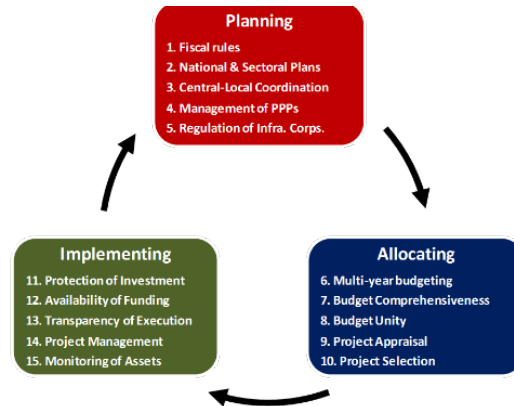 Planning
1. Fiscal rules
2. National & Sectoral Plans
3. Central-Local Coordination
4. Management of PPPs
5. Regulation of Infra. Corps.
Implementing
11. Protection of Investment
12. Availability of Funding
13. Transparency of Execution
14. Project Management
15. Monitoring of Assets
Allocating
6. Multi-year budgeting
7. Budget Comprehensiveness
8. Budget Unity
9. Project Appraisal
10. Project Selection